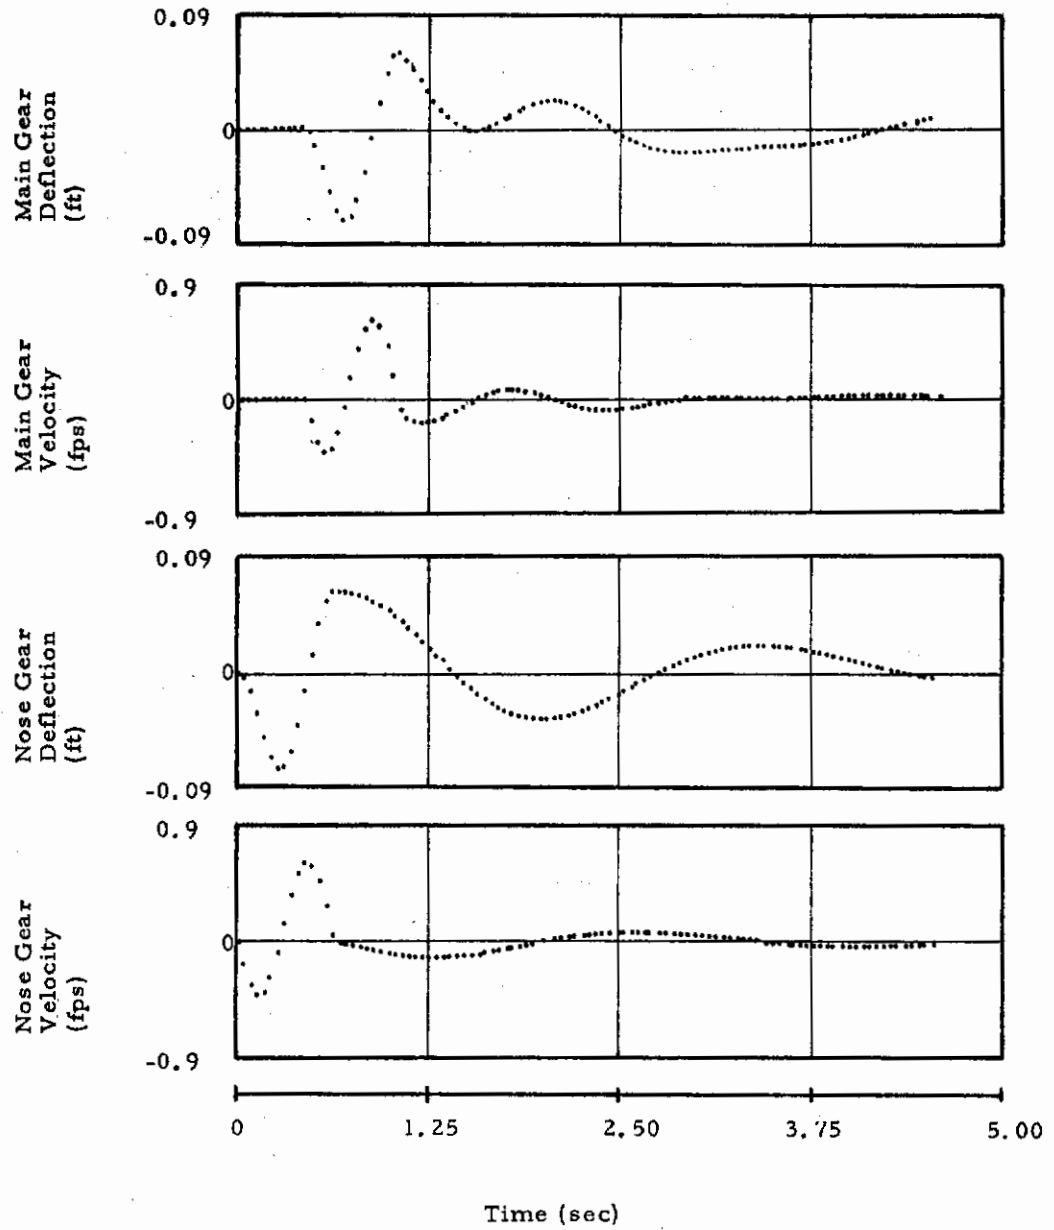 Main Gear
Deflection
(ft)
0.09
0
-0.09
Main Gear
Velocity
(fps)
0.9
0
-0.9
Nose Gear
Deflection
(ft)
0.09
0
-0.09
Nose Gear
Velocity
(fps)
0.9
0
-0.9
0 1.25 2.50 3.75 5.00
Time (sec)